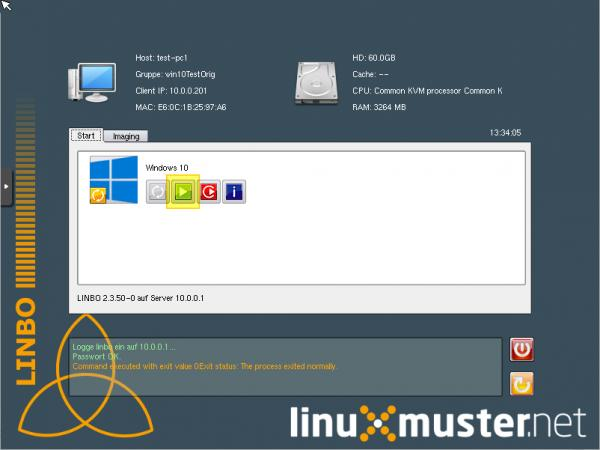 Host: test-pc1
Gruppe: win10TestOrig
Client IP: 10.0.0.201
MAC: E6:0C:1B:25:97:A6
HD: 60.0GB
Cache: --
CPU: Common KVM processor Common K
RAM: 3264 MB
Start
Imaging
13:34:05
Windows 10
LINBO 2.3.50-0 auf Server 10.0.0.1
LINBO
Logge linbo ein auf 10.0.0.1...
Passwort OK.
Command executed with exit value 0Exit status: The process exited normally.
linuxmuster.net